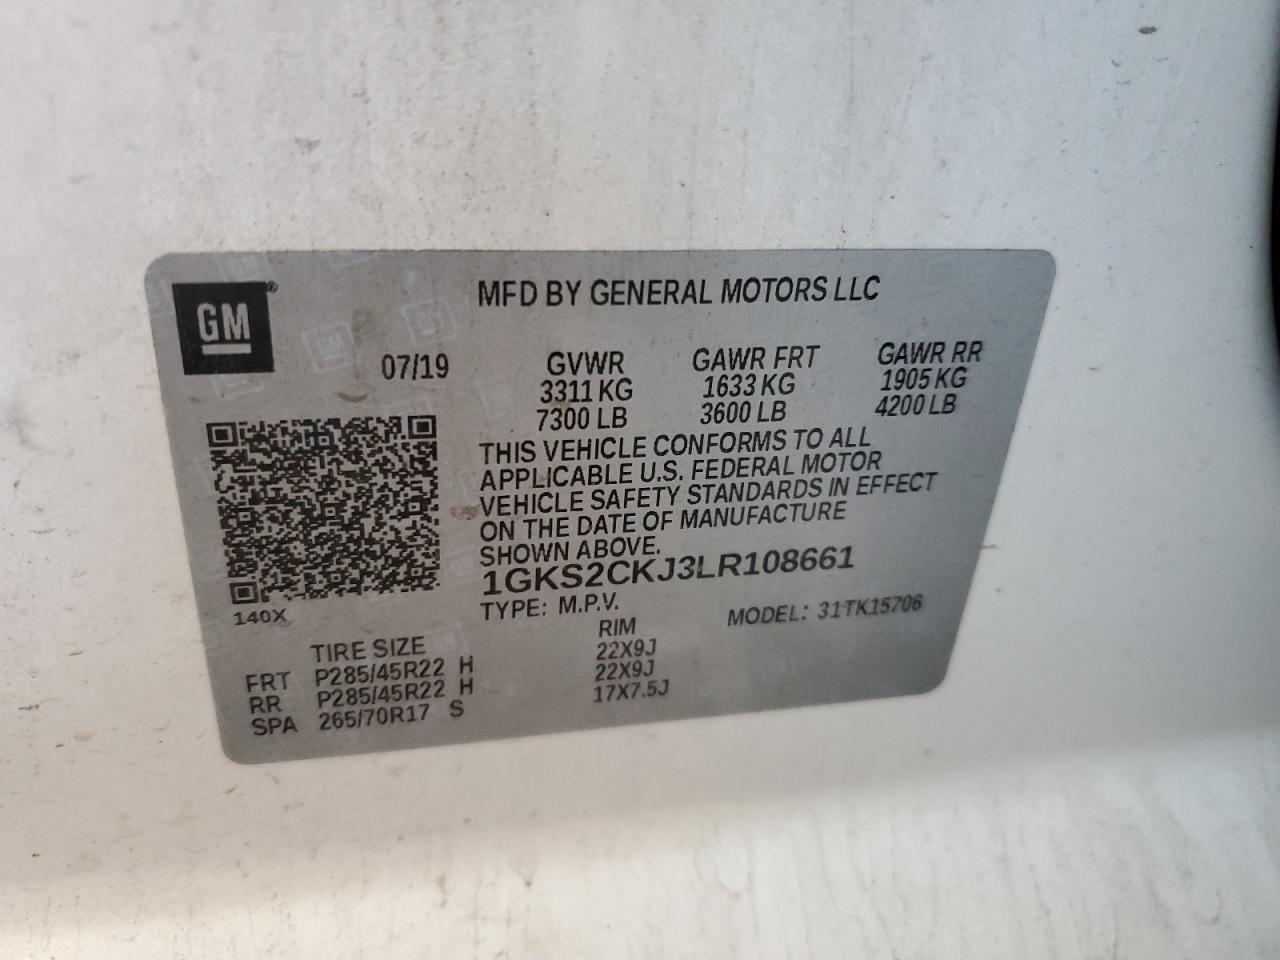 GM
MFD BY GENERAL MOTORS LLC
07/19 GVWR GAWR FRT GAWR RR
3311 KG 1633 KG 1905 KG
7300 LB 3600 LB 4200 LB
THIS VEHICLE CONFORMS TO ALL
APPLICABLE U.S. FEDERAL MOTOR
VEHICLE SAFETY STANDARDS IN EFFECT
ON THE DATE OF MANUFACTURE
SHOWN ABOVE.
1GKS2CKJ3LR108661
140X
TYPE: M.P.V. MODEL: 31TK15706
TIRE SIZE RIM
FRT P285/45R22 H 22X9J
RR P285/45R22 H 22X9J
SPA 265/70R17 S 17X7.5J